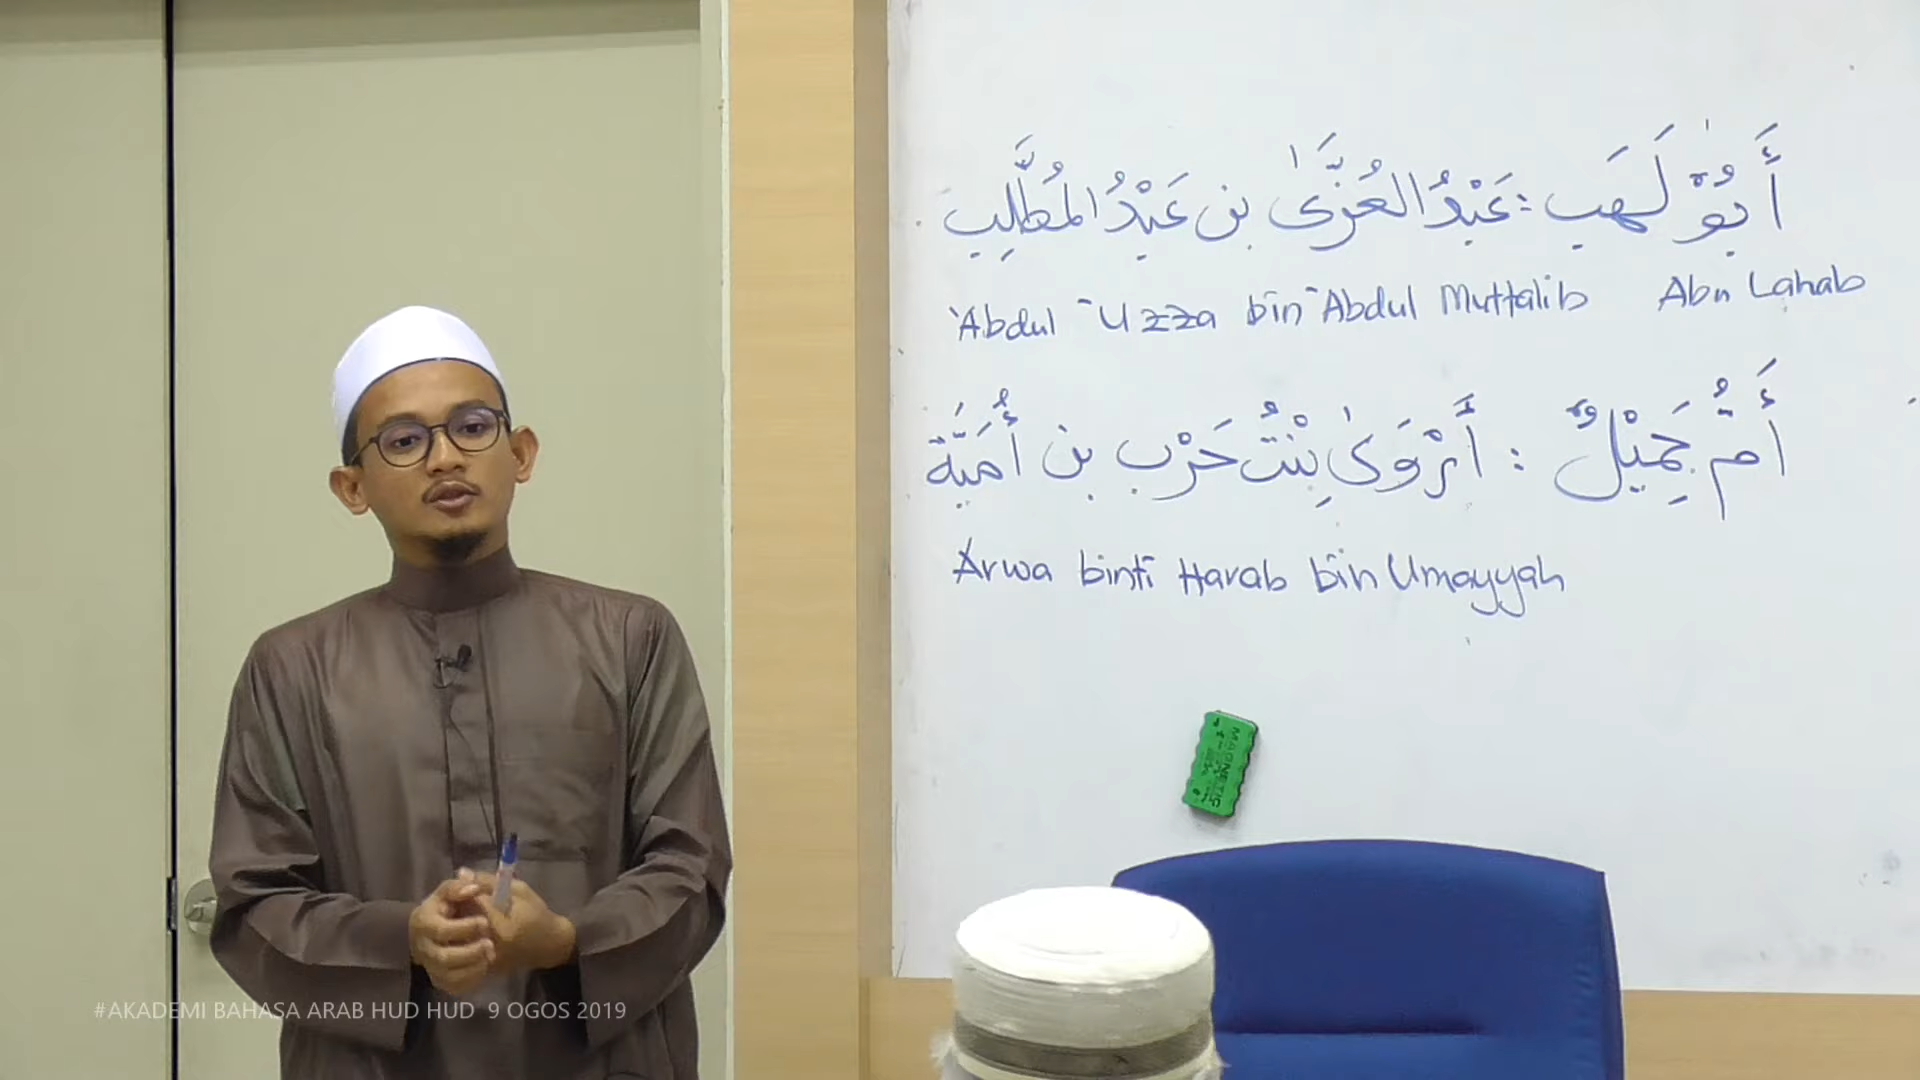 أَبُوْ لَهَبٍ : عَبْدُ العُزَّىٰ بن عَبْدُ المُطَّلِب
'Abdul 'Uzza bin 'Abdul Muttalib Abu Lahab
أُمُّ جَمِيْلٌ : أَرْوَىٰ بِنْتُ حَرْب بن أُمَيَّة
Arwa binti Harab bin Umayyah
MAGNETIC
#AKADEMI BAHASA ARAB HUD HUD 9 OGOS 2019